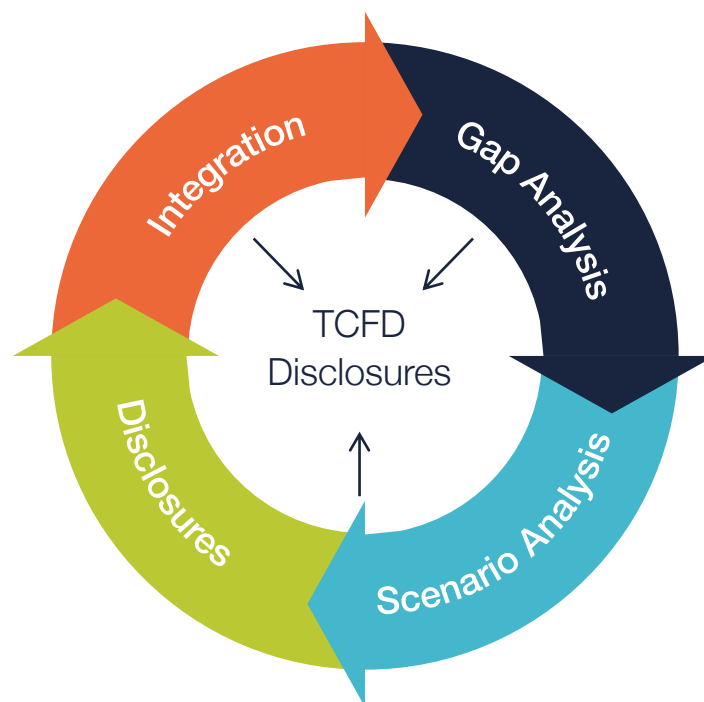 Integration
Gap Analysis
TCFD
Disclosures
Disclosures
Scenario Analysis